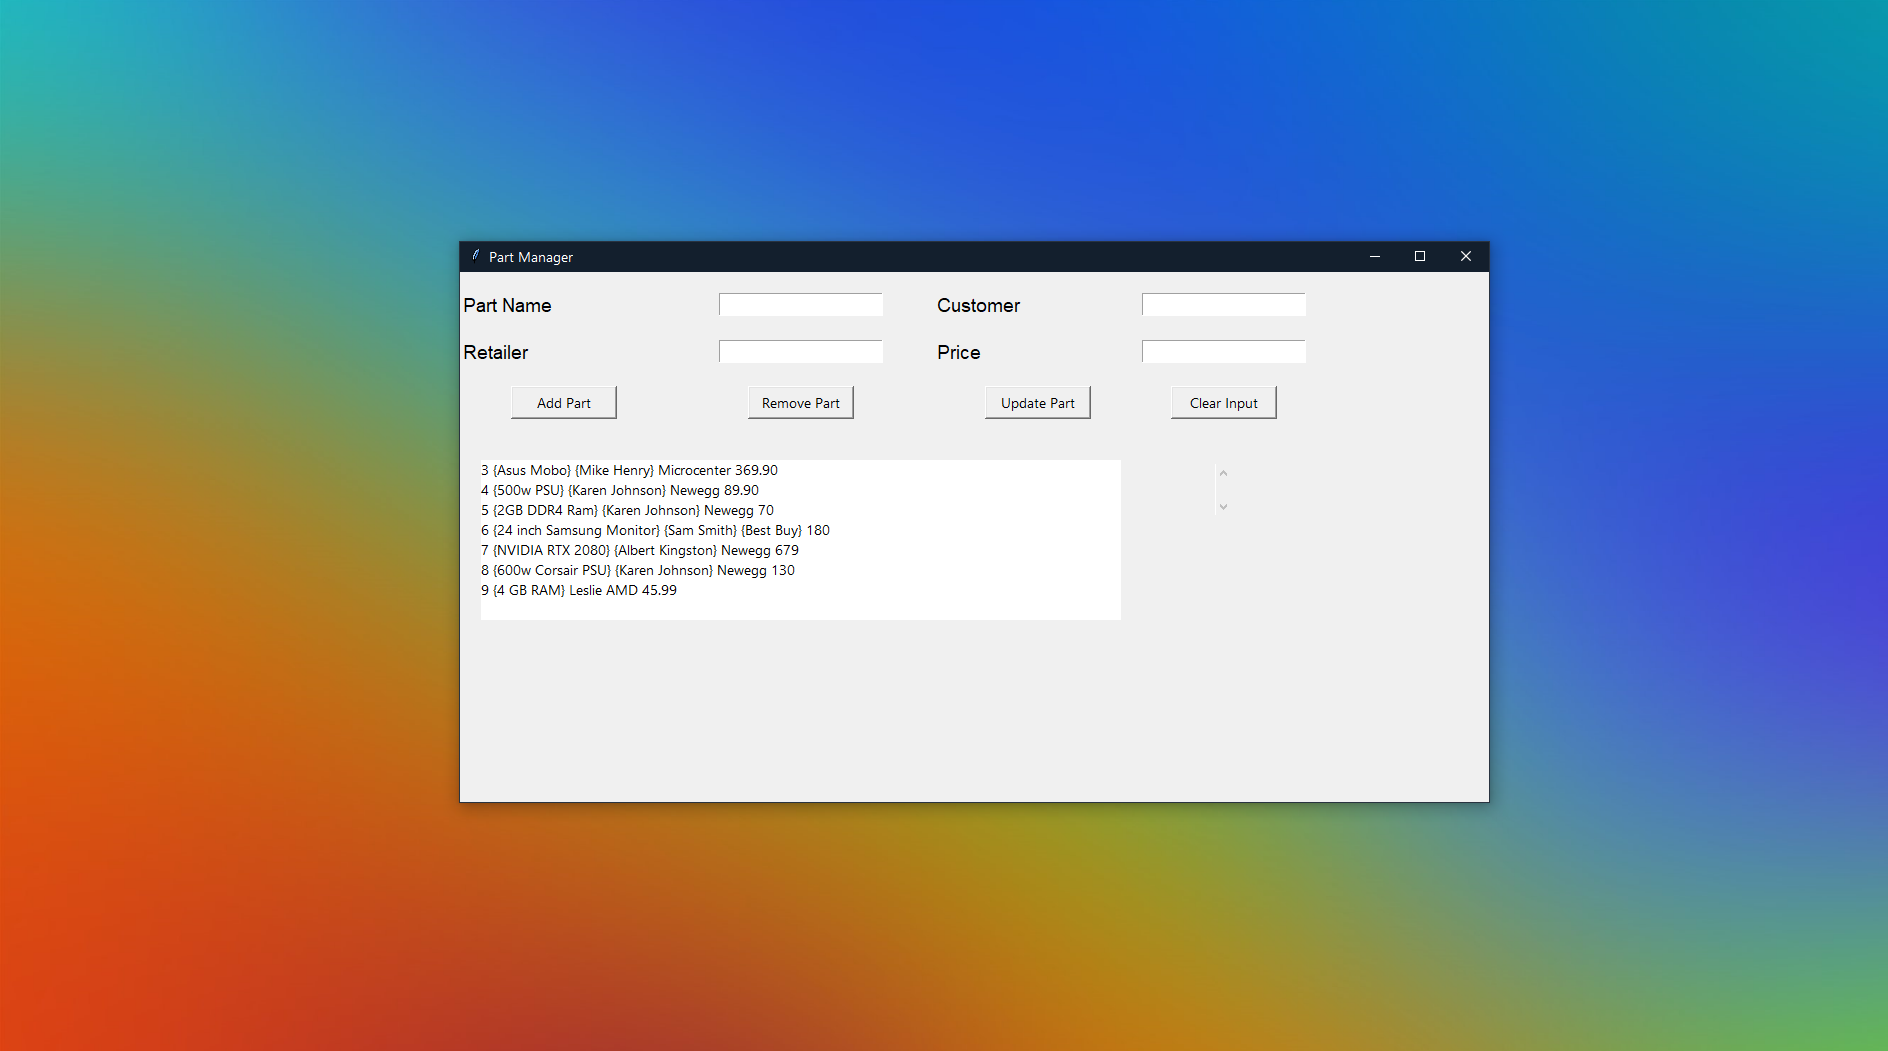 Part Manager
Part Name Customer
Retailer Price
Add Part Remove Part Update Part Clear Input
3 {Asus Mobo} {Mike Henry} Microcenter 369.90
4 {500w PSU} {Karen Johnson} Newegg 89.90
5 {2GB DDR4 Ram} {Karen Johnson} Newegg 70
6 {24 inch Samsung Monitor} {Sam Smith} {Best Buy} 180
7 {NVIDIA RTX 2080} {Albert Kingston} Newegg 679
8 {600w Corsair PSU} {Karen Johnson} Newegg 130
9 {4 GB RAM} Leslie AMD 45.99